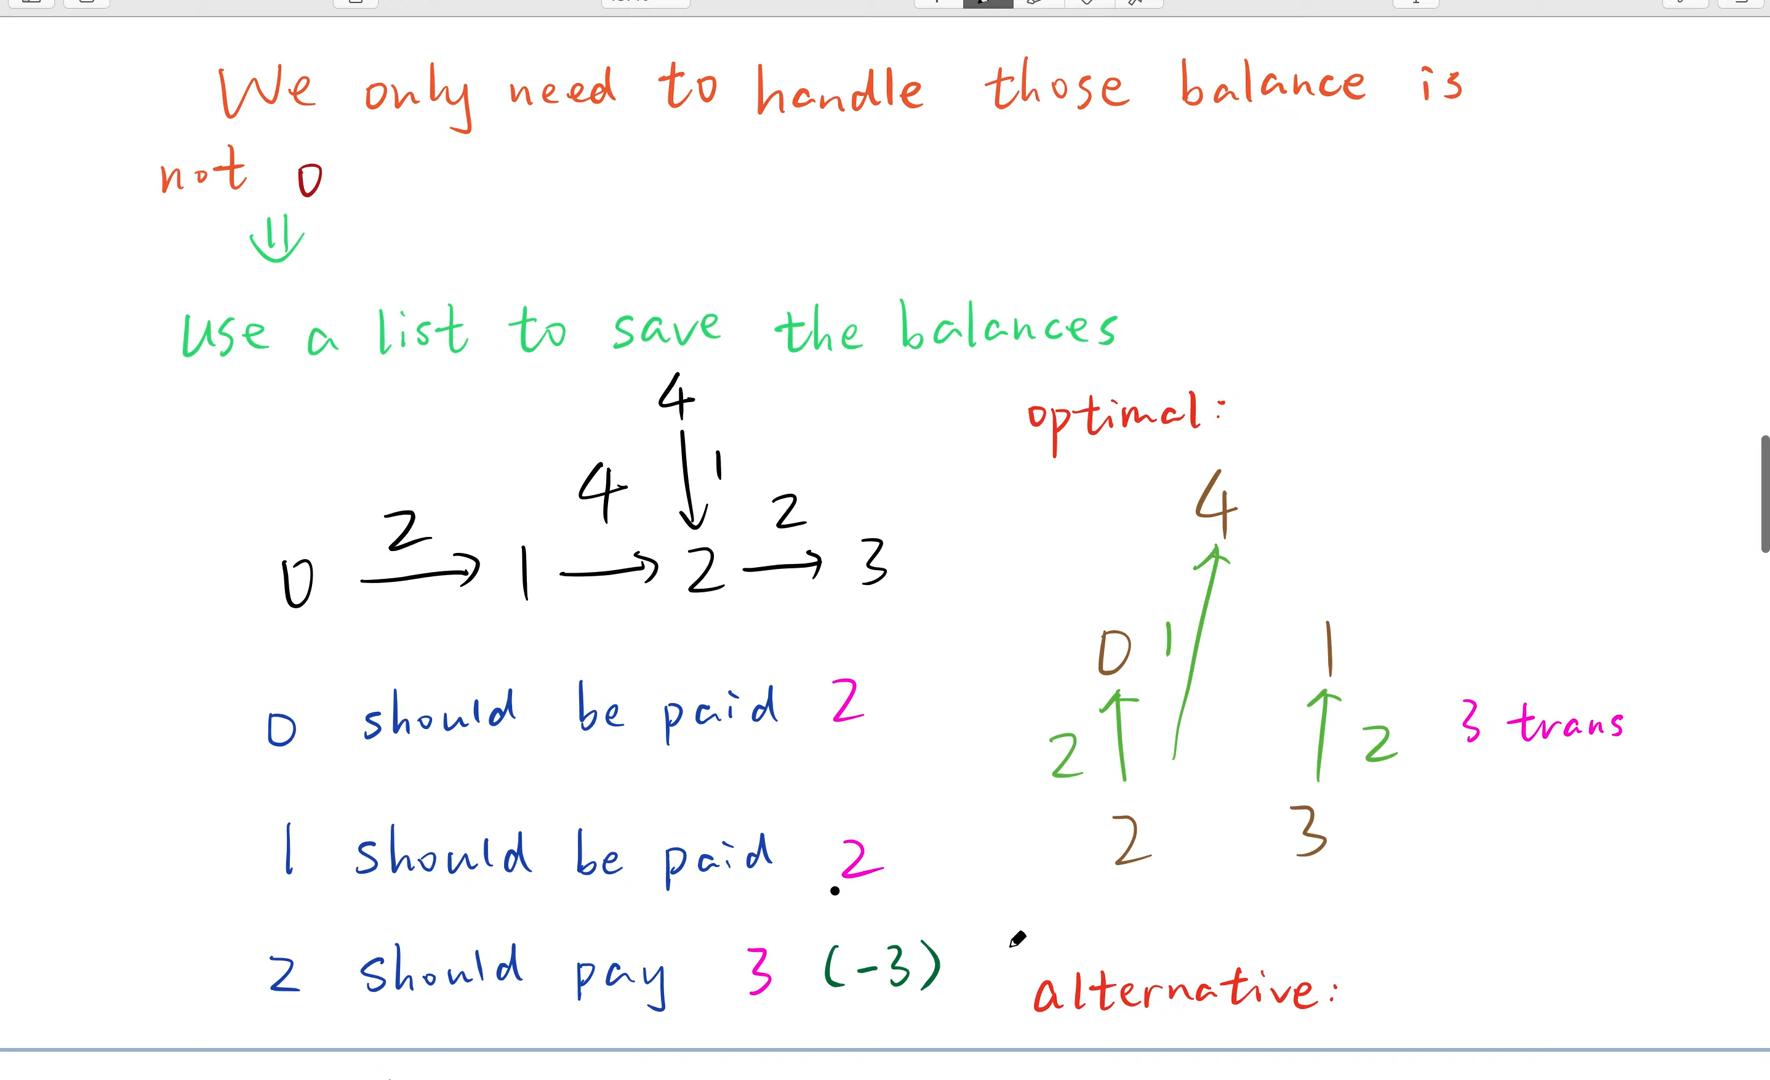 We only need to handle those balance is
not 0
use a list to save the balances
4
1
2 4 2
0 1 2 3
optimal:
4
0 1 1
2 2 3 trans
2 3
0 should be paid 2
1 should be paid 2
2 should pay 3 (-3)
alternative: